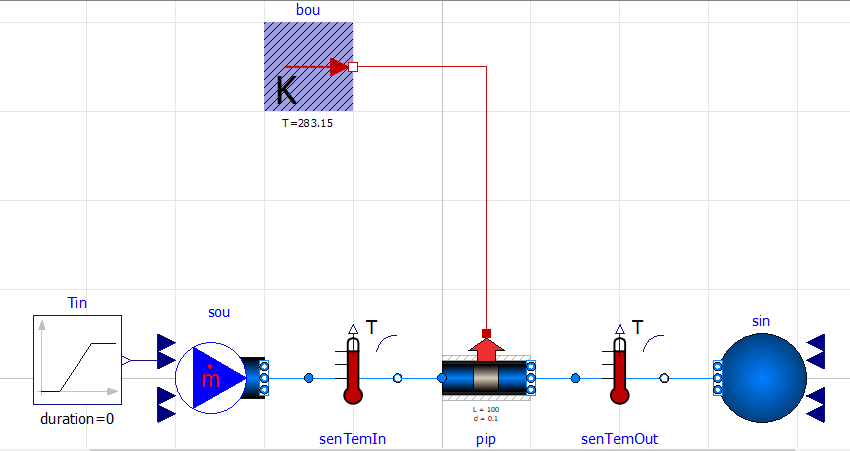 bou
K
T=283.15
Tin
sou
T
T
sin
ṁ
duration=0
L = 100
d = 0.1
senTemIn
pip
senTemOut